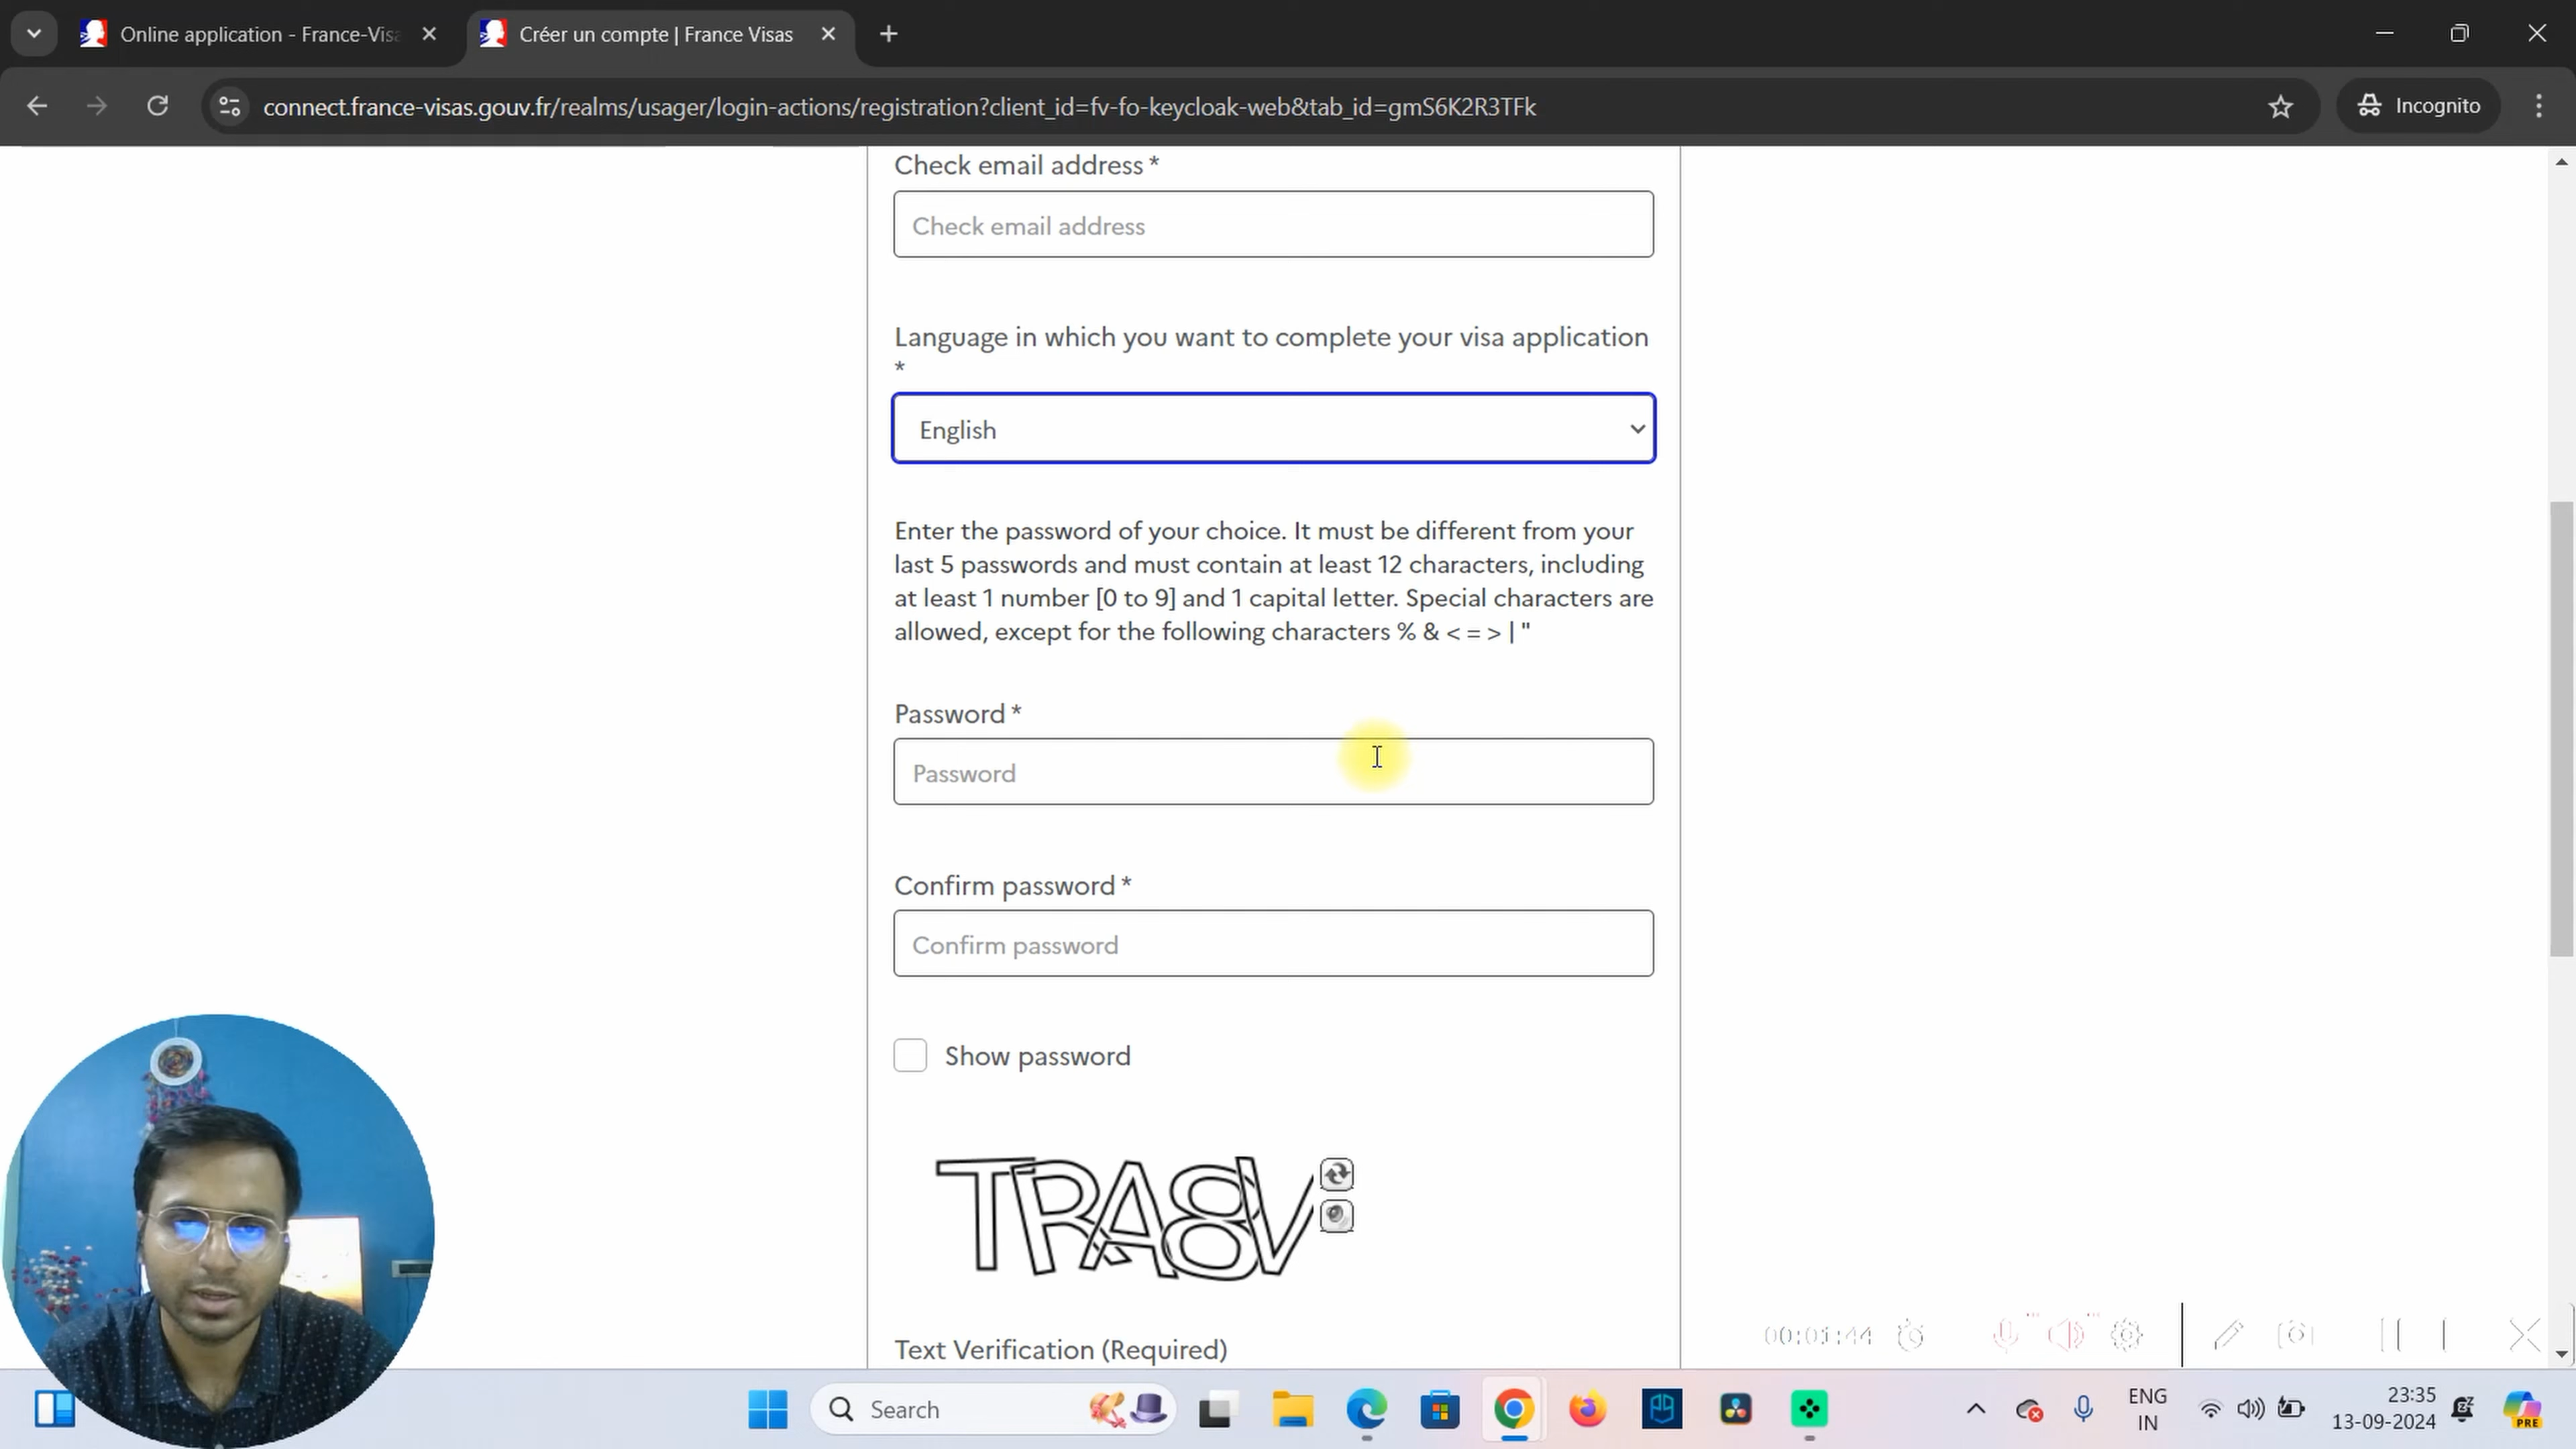 Online application - France-Visa
Créer un compte | France Visas
connect.france-visas.gouv.fr/realms/usager/login-actions/registration?client_id=fv-fo-keycloak-web&tab_id=gmS6K2R3TFk
Incognito
Check email address *
Check email address
Language in which you want to complete your visa application
*
English
Enter the password of your choice. It must be different from your
last 5 passwords and must contain at least 12 characters, including
at least 1 number [0 to 9] and 1 capital letter. Special characters are
allowed, except for the following characters % & < = > | "
Password *
Password
Confirm password *
Confirm password
Show password
TRA8V
Text Verification (Required)
00:01:44
Search
ENG
IN
23:35
13-09-2024
PRE